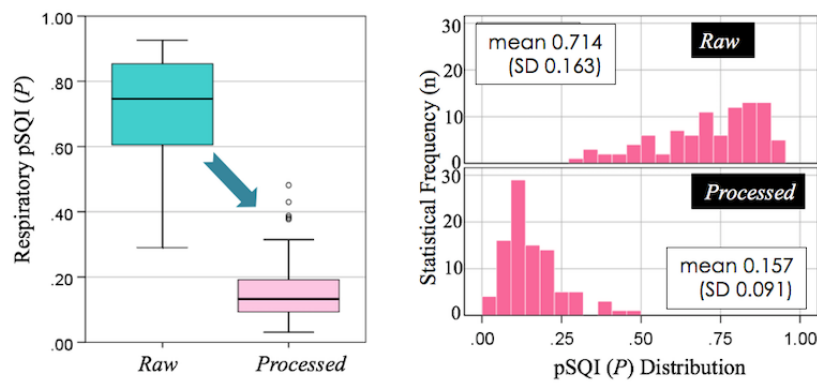 Respiratory pSQI (P)
1.00
.80
.60
.40
.20
.00
Raw
Processed
Statistical Frequency (n)
30
20
10
0
mean 0.714
(SD 0.163)
Raw
30
20
10
0
Processed
mean 0.157
(SD 0.091)
.00
.25
.50
.75
1.00
pSQI (P) Distribution